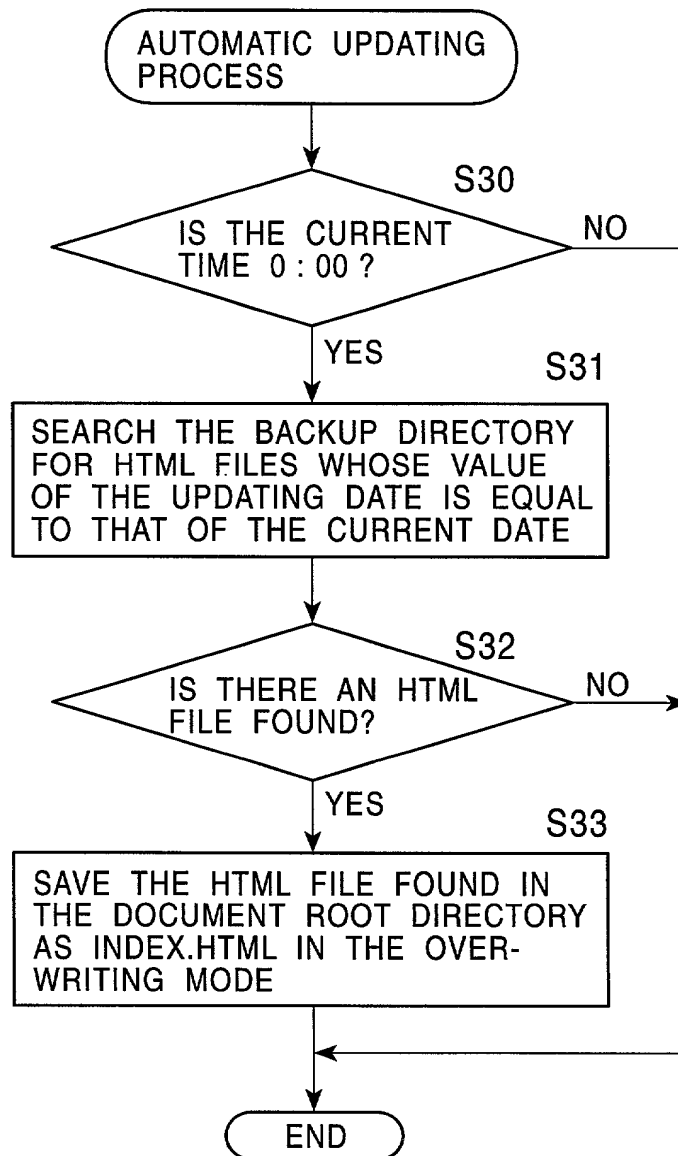 AUTOMATIC UPDATING
PROCESS
S30
IS THE CURRENT
TIME 0 : 00 ?
NO
YES
S31
SEARCH THE BACKUP DIRECTORY
FOR HTML FILES WHOSE VALUE
OF THE UPDATING DATE IS EQUAL
TO THAT OF THE CURRENT DATE
S32
IS THERE AN HTML
FILE FOUND?
NO
YES
S33
SAVE THE HTML FILE FOUND IN
THE DOCUMENT ROOT DIRECTORY
AS INDEX.HTML IN THE OVER-
WRITING MODE
END